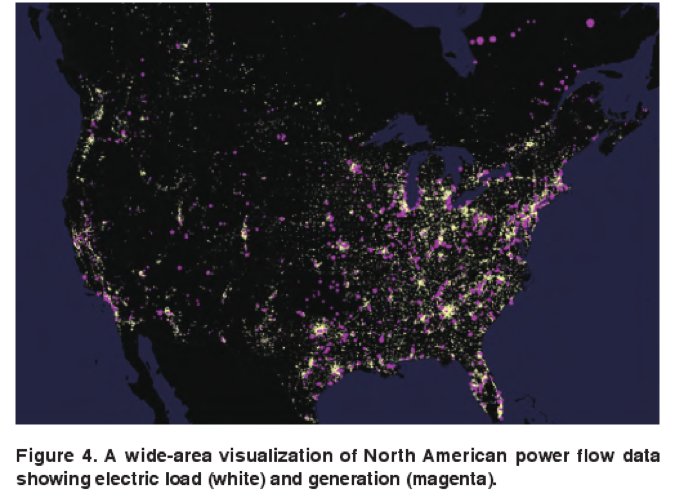 Figure 4. A wide-area visualization of North American power flow data
showing electric load (white) and generation (magenta).